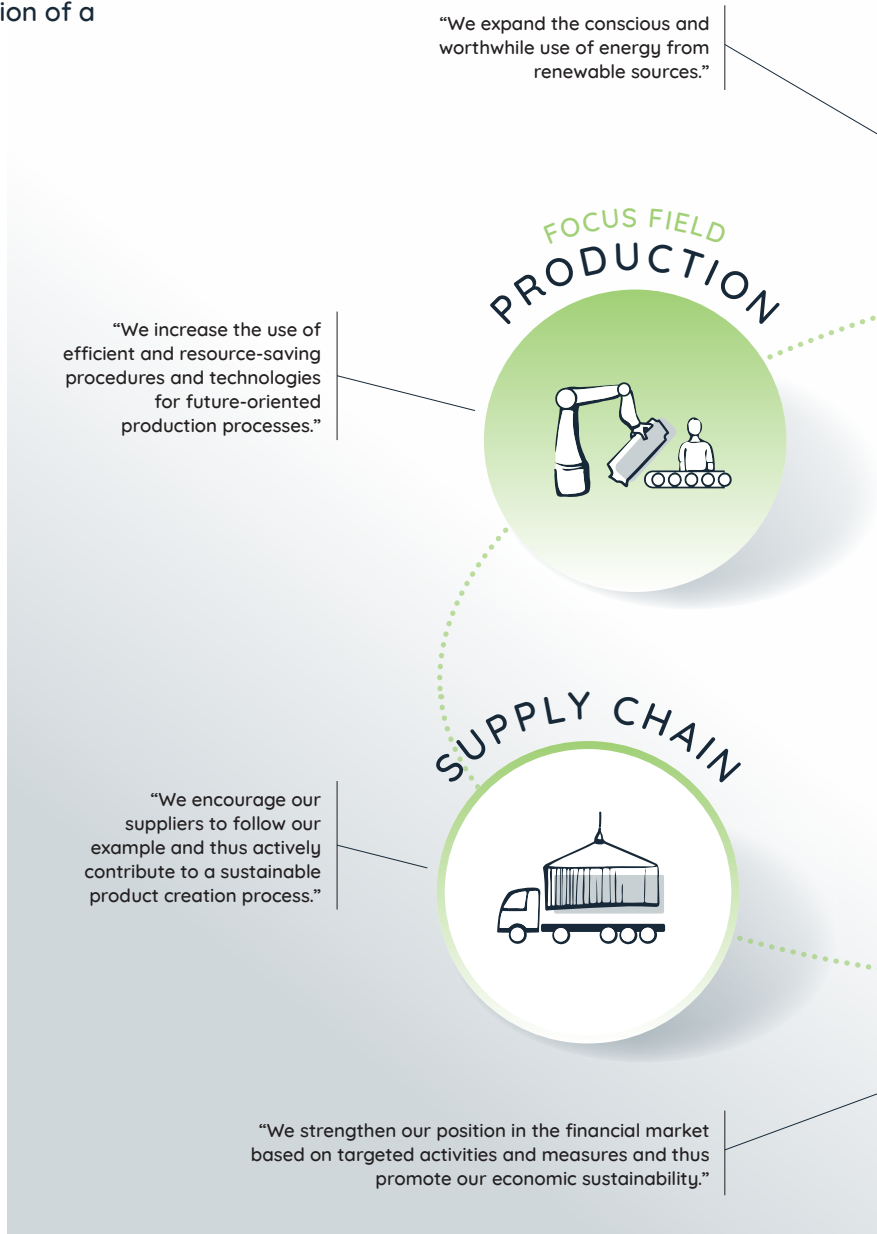 ion of a
“We expand the conscious and
worthwhile use of energy from
renewable sources.”
FOCUS FIELD
PRODUCTION
“We increase the use of
efficient and resource-saving
procedures and technologies
for future-oriented
production processes.”
SUPPLY CHAIN
“We encourage our
suppliers to follow our
example and thus actively
contribute to a sustainable
product creation process.”
“We strengthen our position in the financial market
based on targeted activities and measures and thus
promote our economic sustainability.”